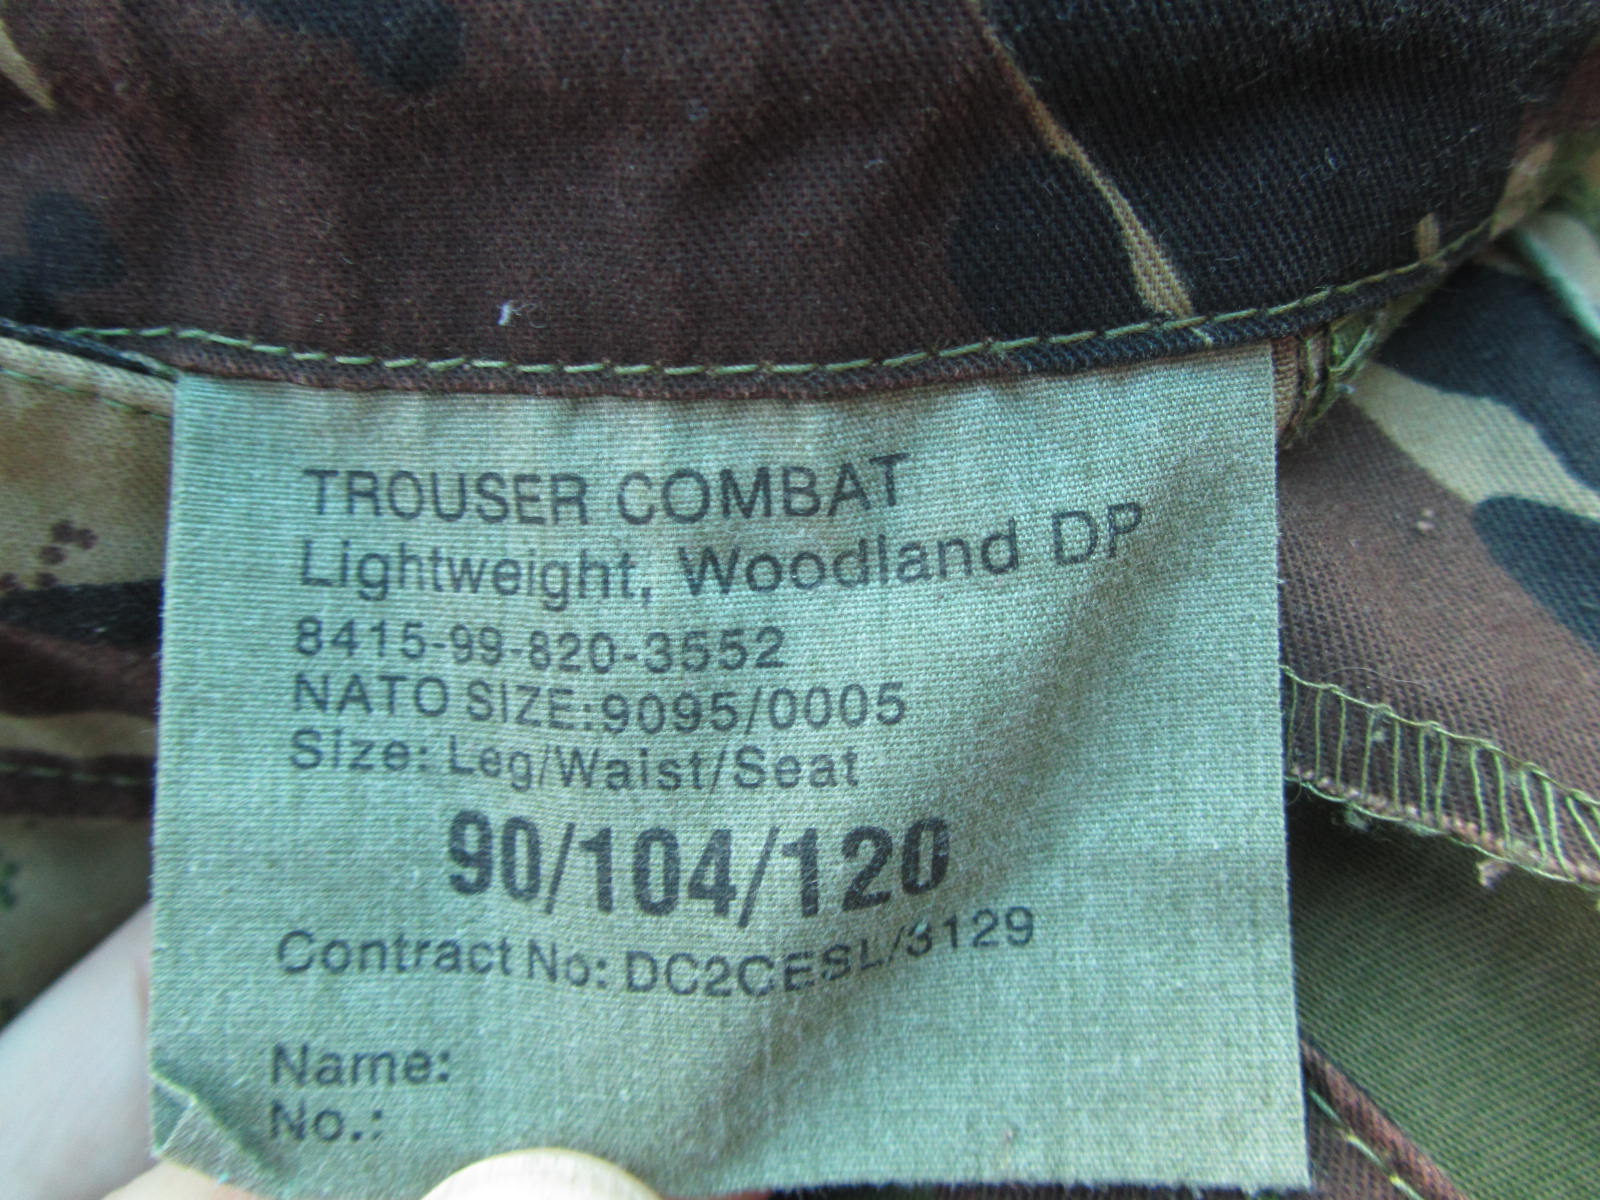 TROUSER COMBAT
Lightweight, Woodland DP
8415-99-820-3552
NATO SIZE:9095/0005
Size: Leg/Waist/Seat
90/104/120
Contract No: DC2CESL/3129
Name:
No.: